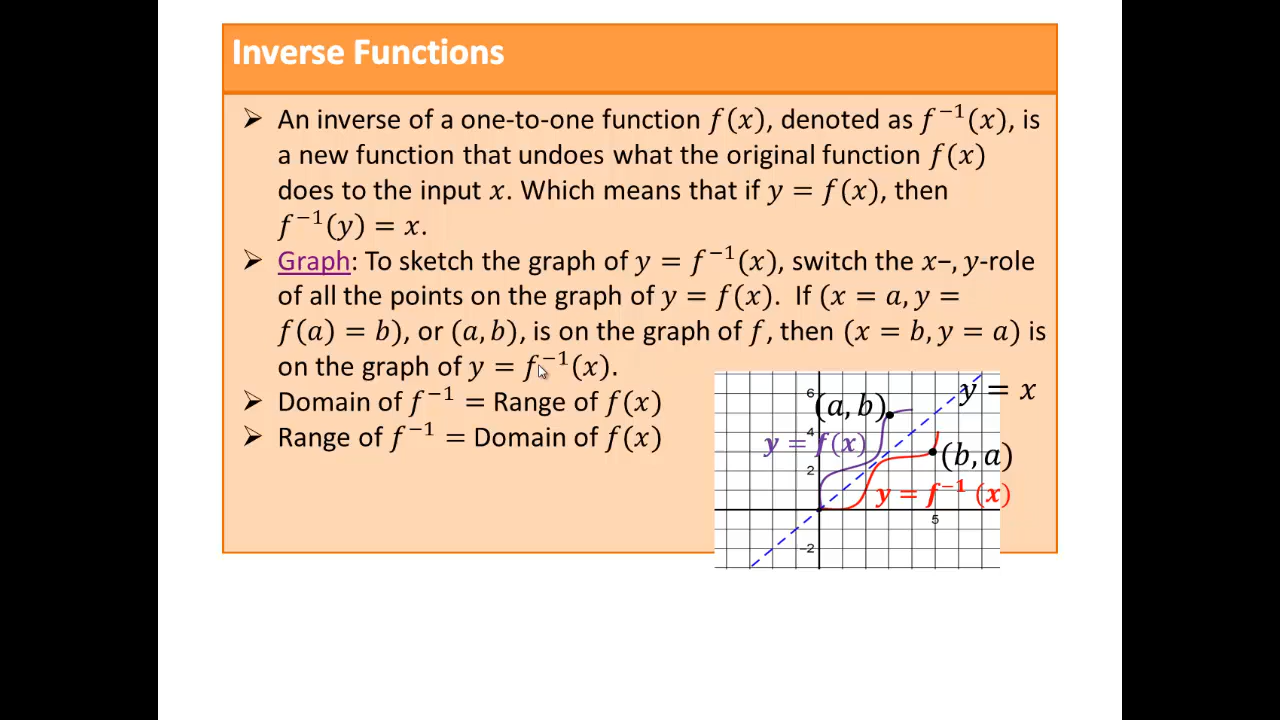 Inverse Functions
➢ An inverse of a one-to-one function f(x), denoted as f⁻¹(x), is
a new function that undoes what the original function f(x)
does to the input x. Which means that if y = f(x), then
f⁻¹(y) = x.
➢ Graph: To sketch the graph of y = f⁻¹(x), switch the x−, y-role
of all the points on the graph of y = f(x). If (x = a, y =
f(a) = b), or (a, b), is on the graph of f, then (x = b, y = a) is
on the graph of y = f⁻¹(x).
➢ Domain of f⁻¹ = Range of f(x)
➢ Range of f⁻¹ = Domain of f(x)
y = x
6
(a, b)
4
y = f(x)
(b, a)
2
y = f⁻¹ (x)
5
−2